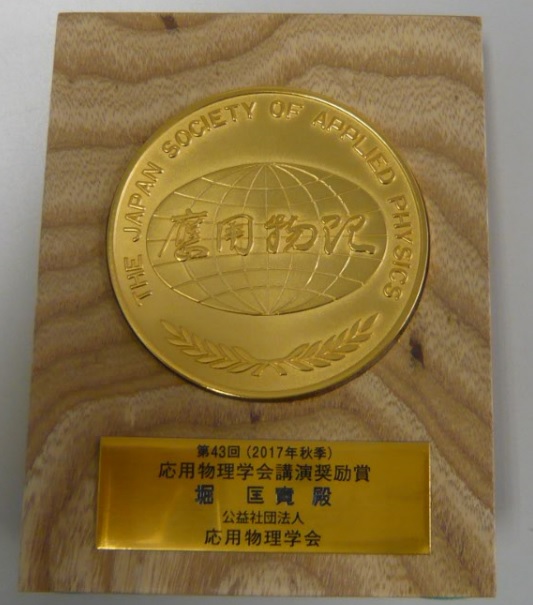 THE JAPAN SOCIETY OF APPLIED PHYSICS
應用物理
第43回(2017年秋季)
応用物理学会講演奨励賞
堀 匡寛 殿
公益社団法人
応用物理学会